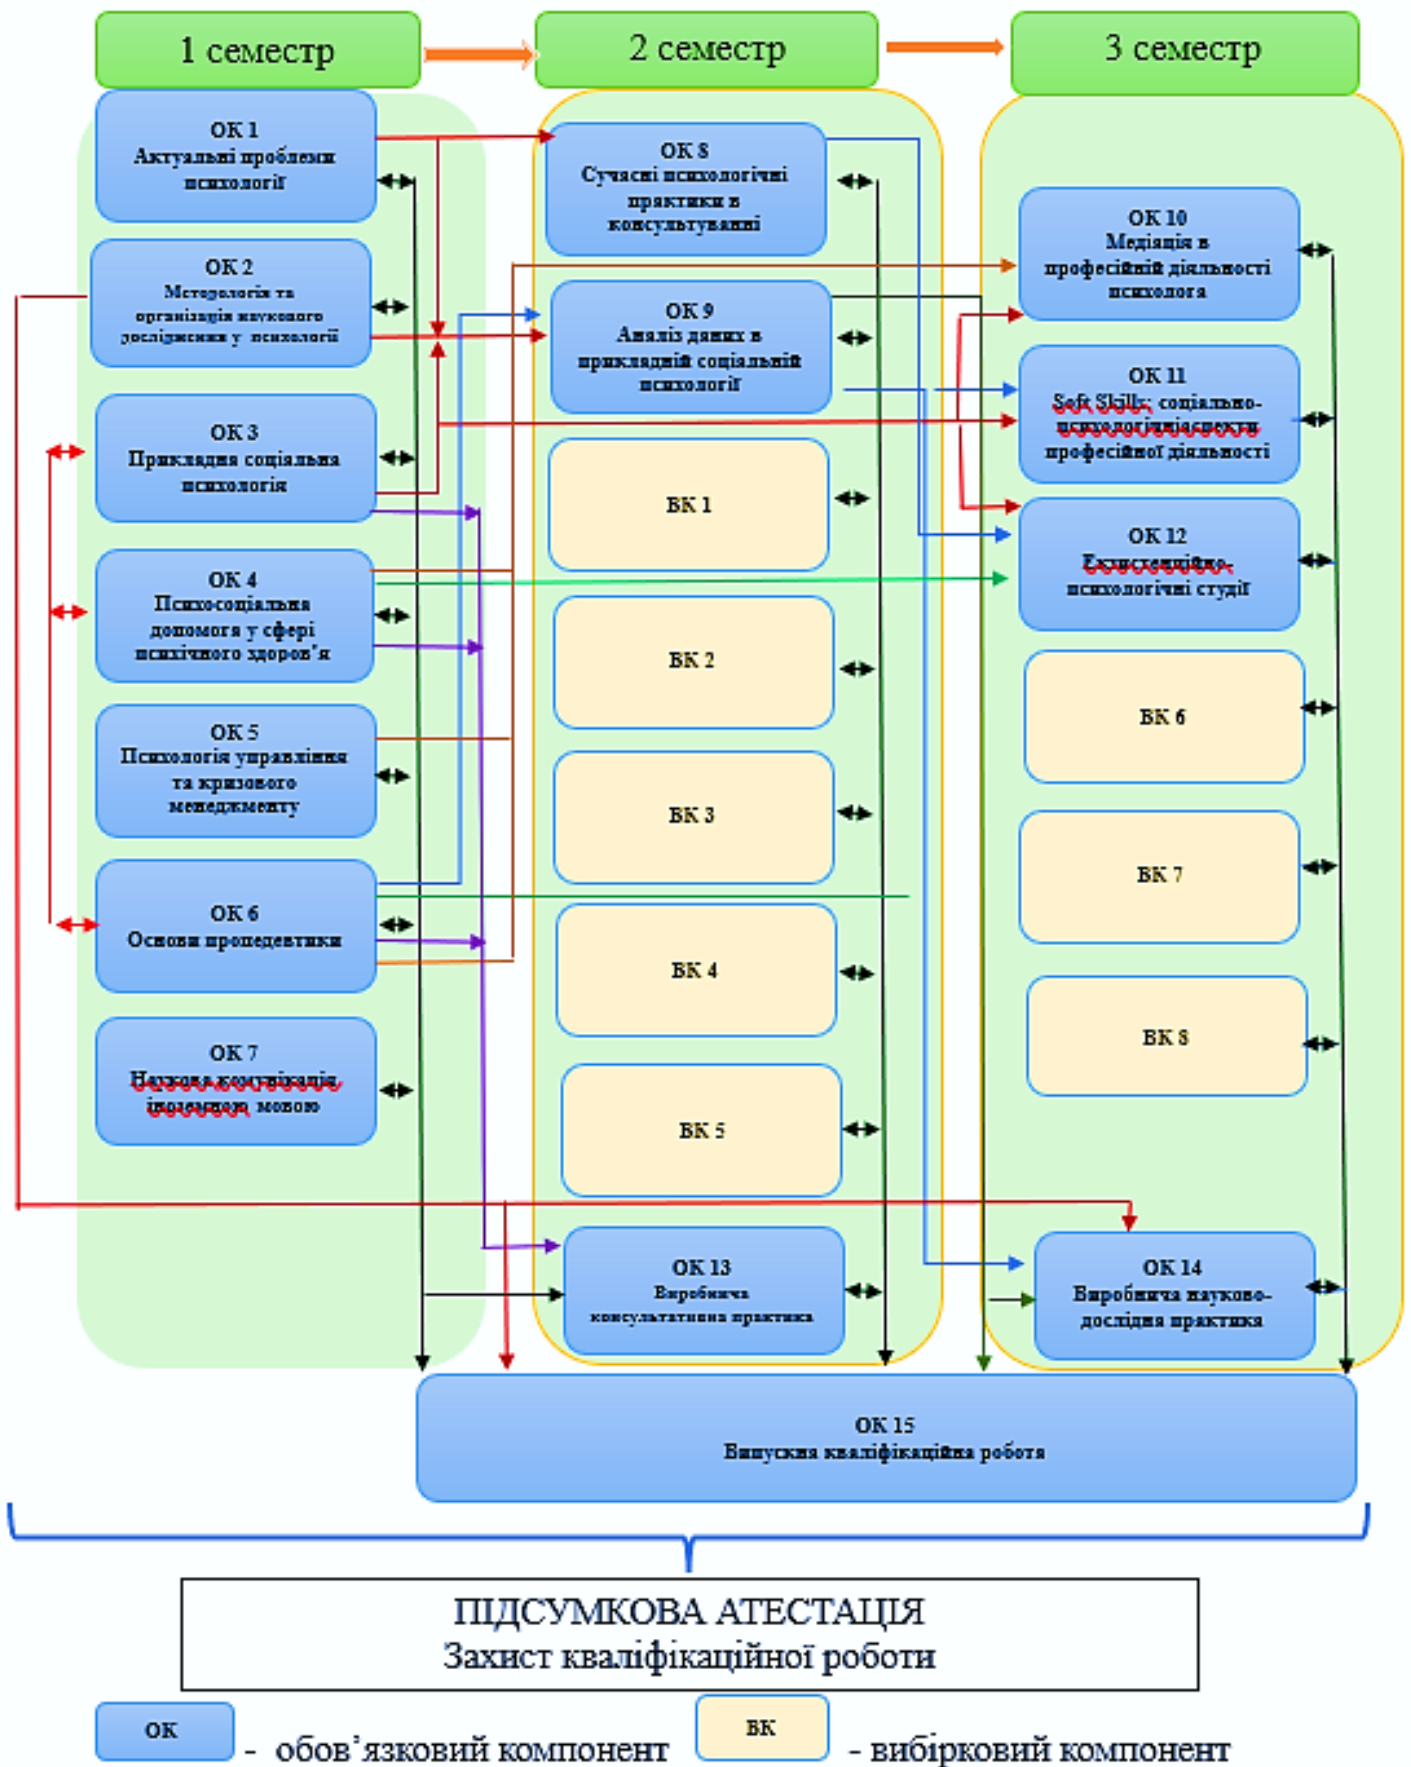 1 семестр
2 семестр
3 семестр
ОК 1
Актуальні проблеми
психології
ОК 2
Методологія та
організація наукового
дослідження у психології
ОК 3
Прикладна соціальна
психологія
ОК 4
Психосоціальна
допомога у сфері
психічного здоров’я
ОК 5
Психологія управління
та кризового
менеджменту
ОК 6
Основи пропедевтики
ОК 7
Наукова комунікація
іноземною мовою
ОК 8
Сучасні психологічні
практики в
консультуванні
ОК 9
Аналіз даних в
прикладній соціальній
психології
ВК 1
ВК 2
ВК 3
ВК 4
ВК 5
ОК 13
Виробнича
консультативна практика
ОК 10
Медіація в
професійній діяльності
психолога
ОК 11
Soft Skills: соціально-
психологічніаспекти
професійної діяльності
ОК 12
Екзистенційно-
психологічні студії
ВК 6
ВК 7
ВК 8
ОК 14
Виробнича науково-
дослідна практика
ОК 15
Випускна кваліфікаційна робота
ПІДСУМКОВА АТЕСТАЦІЯ
Захист кваліфікаційної роботи
ОК - обов’язковий компонент
ВК - вибірковий компонент